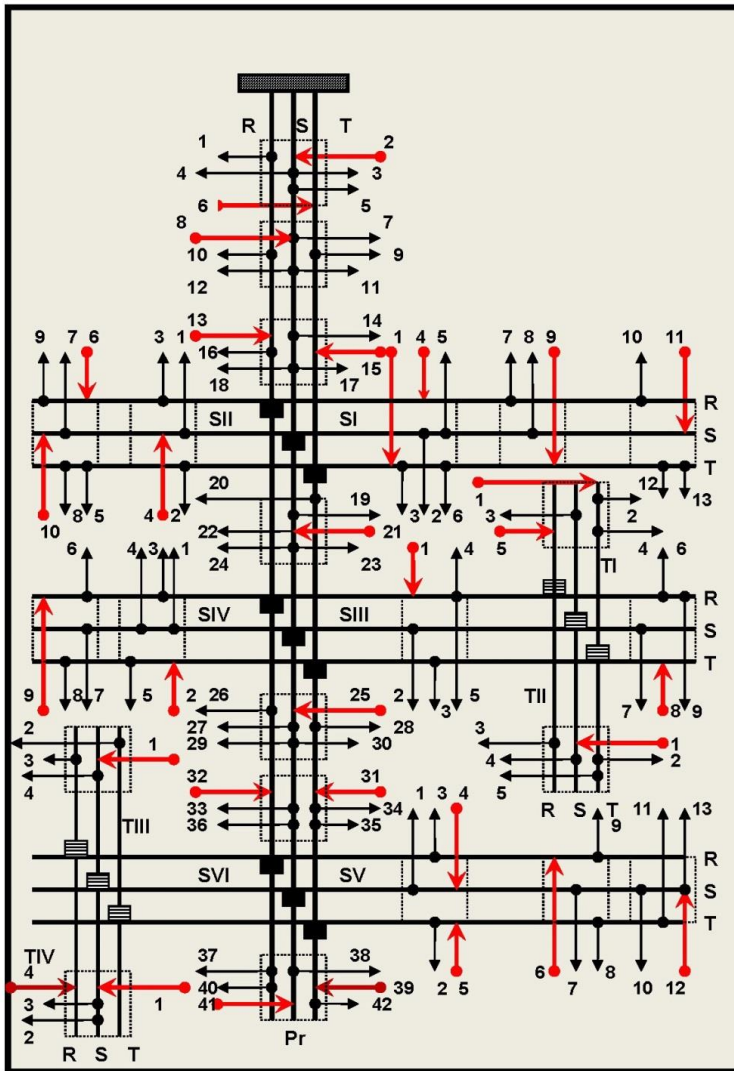 R S T
1 2
4 3
6 5
8 7
10 9
12 11
13 14
9 7 6 3 1 16 15 1 4 5 7 8 9 10 11
18 17
R
SII SI S
T
20 19 12 13
8 5 3 2 6 1 2
10 4 2 22 21 3
24 23 5 4 6
6 4 3 1 1 4 TI
R
SIV SIII S
T
9 8 7 5 2 26 25 2 3 5 TII 7 8 9
2 1 27 28 3 1
3 29 30 4 2
4 32 31 5
33 1 3 4 34 R S T 11 13
TIII 36 35 9
R
SVI SV S
T
TIV 37 38
4 40 39 2 5 6 7 8 10 12
3 1 41 42
2
R S T Pr